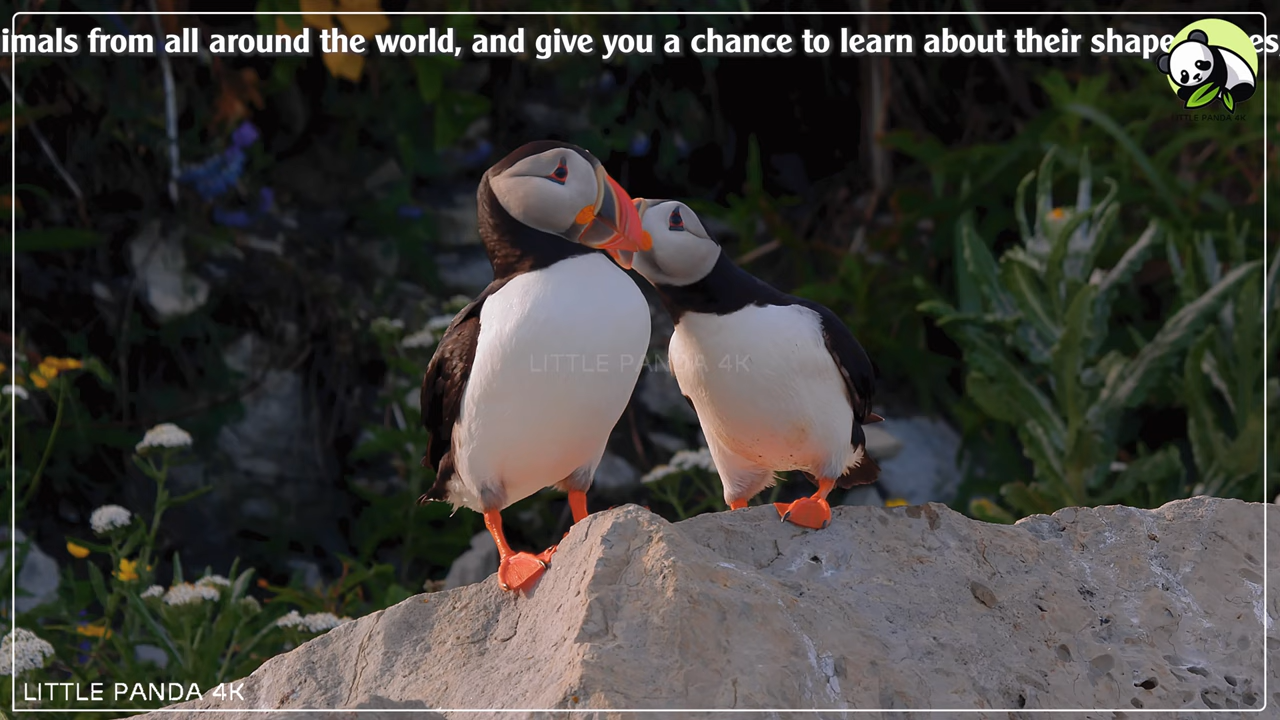 imals from all around the world, and give you a chance to learn about their shape
LITTLE PANDA 4K
LITTLE PANDA 4K
LITTLE PANDA 4K